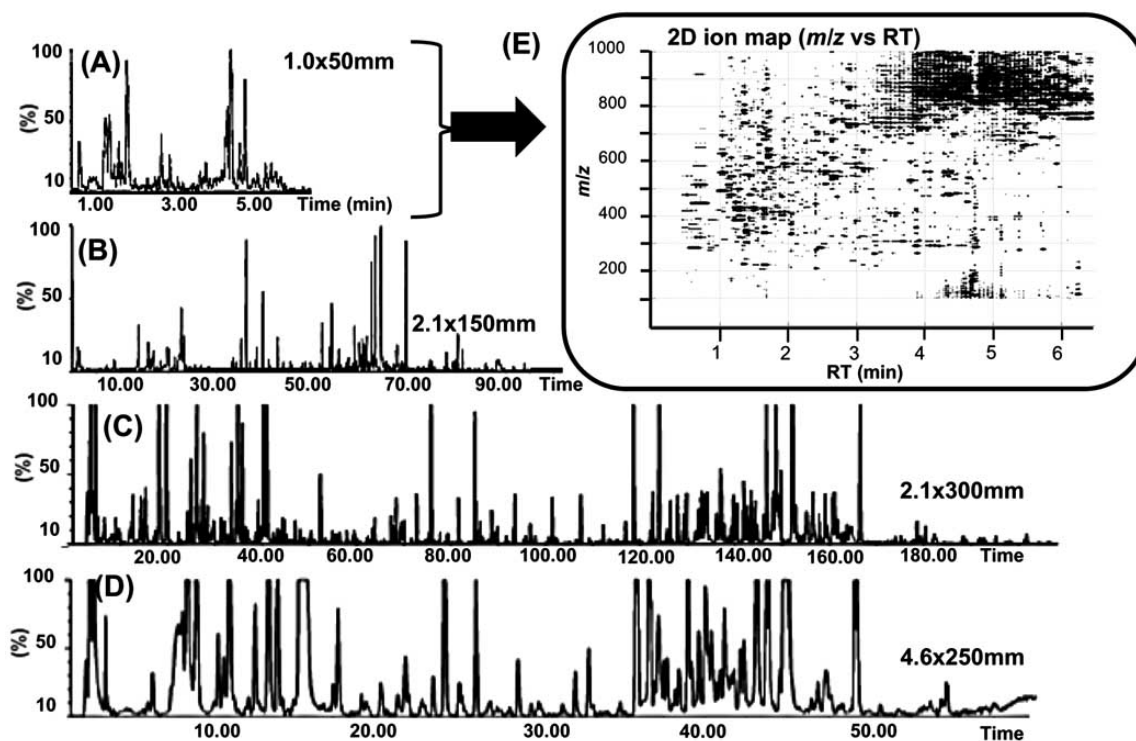 (A)
1.0x50mm
100
50
10
(%)
1.00 3.00 5.00 Time (min)
(E)
2D ion map (m/z vs RT)
1000
800
600
400
200
m/z
1 2 3 4 5 6
RT (min)
(B)
2.1x150mm
100
50
10
(%)
10.00 30.00 50.00 70.00 90.00 Time
(C)
2.1x300mm
100
50
10
(%)
20.00 40.00 60.00 80.00 100.00 120.00 140.00 160.00 180.00 Time
(D)
4.6x250mm
100
50
10
(%)
10.00 20.00 30.00 40.00 50.00 Time